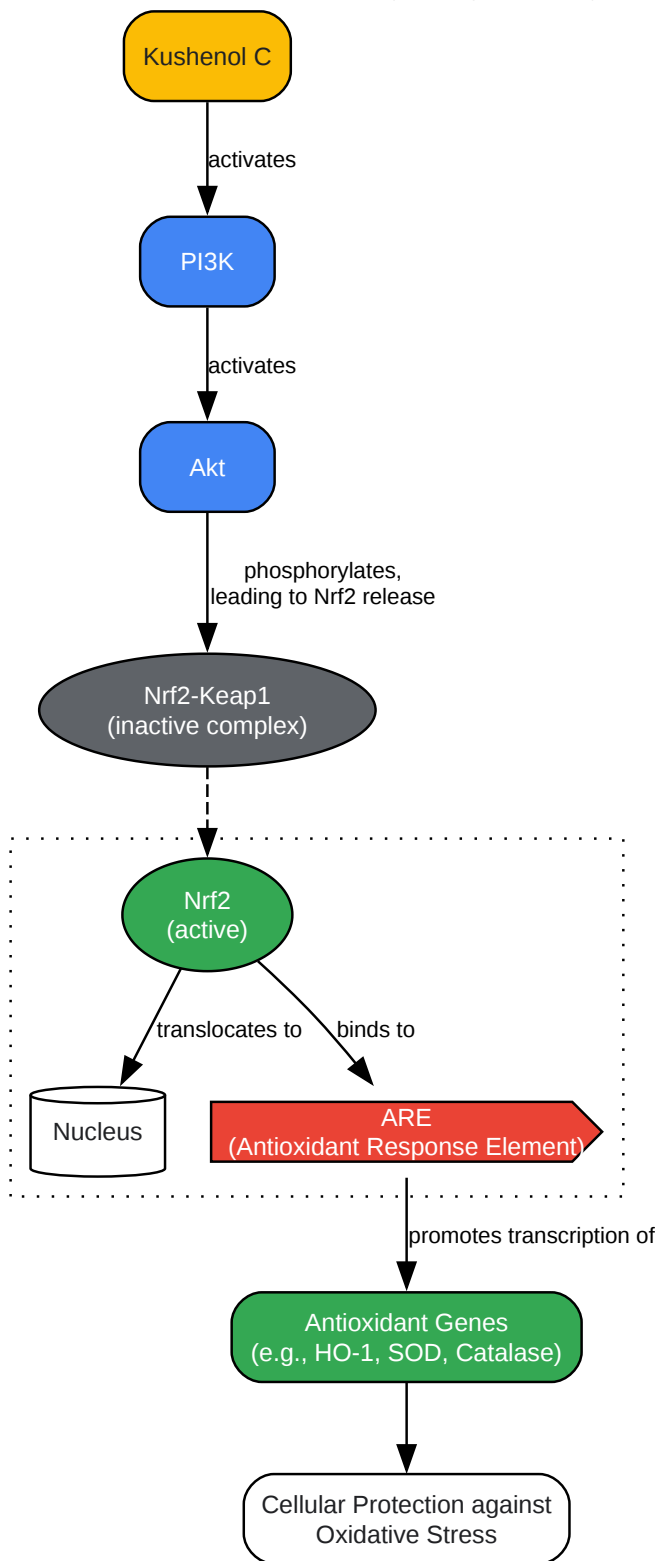 Kushenol C
activates
PI3K
activates
Akt
phosphorylates,
leading to Nrf2 release
Nrf2-Keap1
(inactive complex)
Nrf2
(active)
translocates to
binds to
Nucleus
ARE
(Antioxidant Response Element)
promotes transcription of
Antioxidant Genes
(e.g., HO-1, SOD, Catalase)
Cellular Protection against
Oxidative Stress